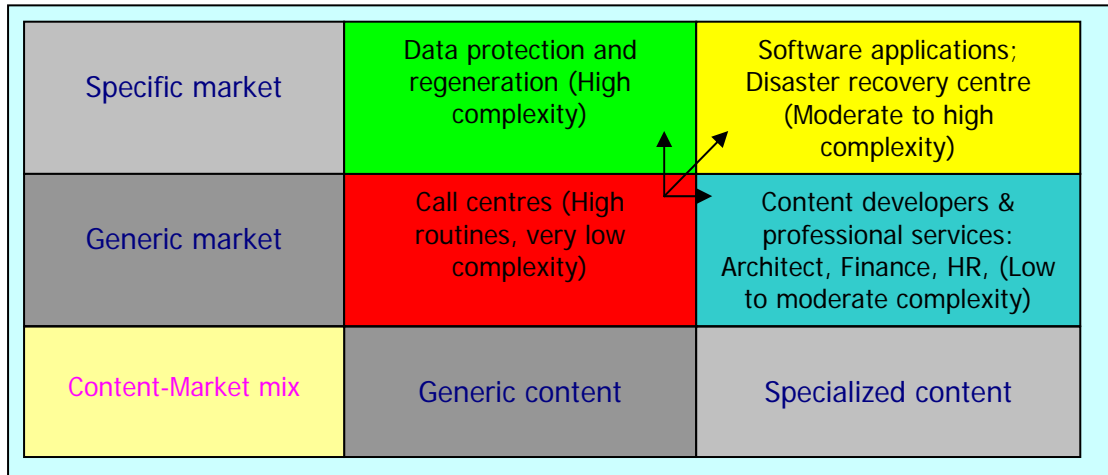 Specific market
Data protection and
regeneration (High
complexity)
Software applications;
Disaster recovery centre
(Moderate to high
complexity)
Generic market
Call centres (High
routines, very low
complexity)
Content developers &
professional services:
Architect, Finance, HR, (Low
to moderate complexity)
Content-Market mix
Generic content
Specialized content